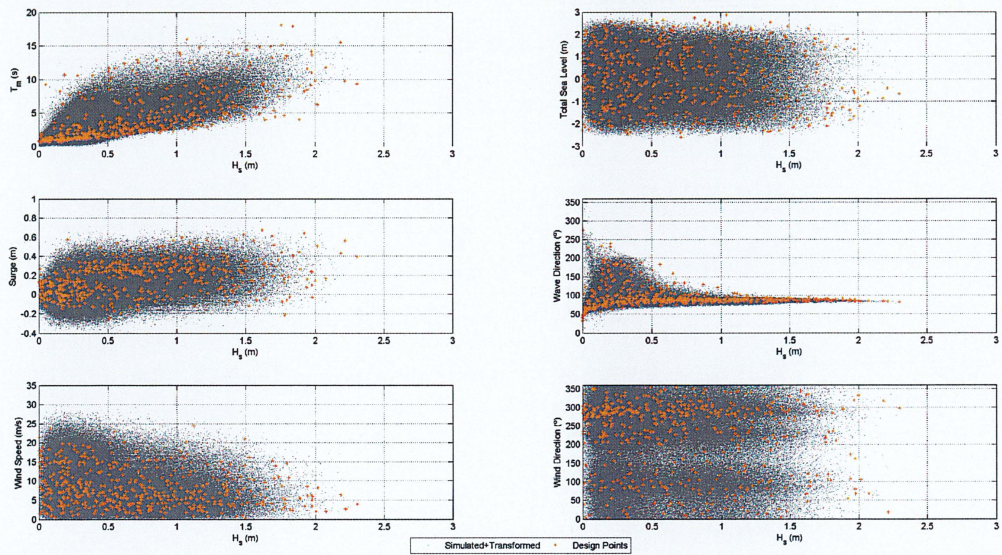 20
15
10
5
0
T_m (s)
0 0.5 1 1.5 2 2.5 3
H_s (m)
3
2
1
0
-1
-2
-3
Total Sea Level (m)
0 0.5 1 1.5 2 2.5 3
H_s (m)
1
0.8
0.6
0.4
0.2
0
-0.2
-0.4
Surge (m)
0 0.5 1 1.5 2 2.5 3
H_s (m)
350
300
250
200
150
100
50
0
Wave Direction (º)
0 0.5 1 1.5 2 2.5 3
H_s (m)
35
30
25
20
15
10
5
0
Wind Speed (m/s)
0 0.5 1 1.5 2 2.5 3
H_s (m)
350
300
250
200
150
100
50
0
Wind Direction (º)
0 0.5 1 1.5 2 2.5 3
H_s (m)
Simulated+Transformed Design Points